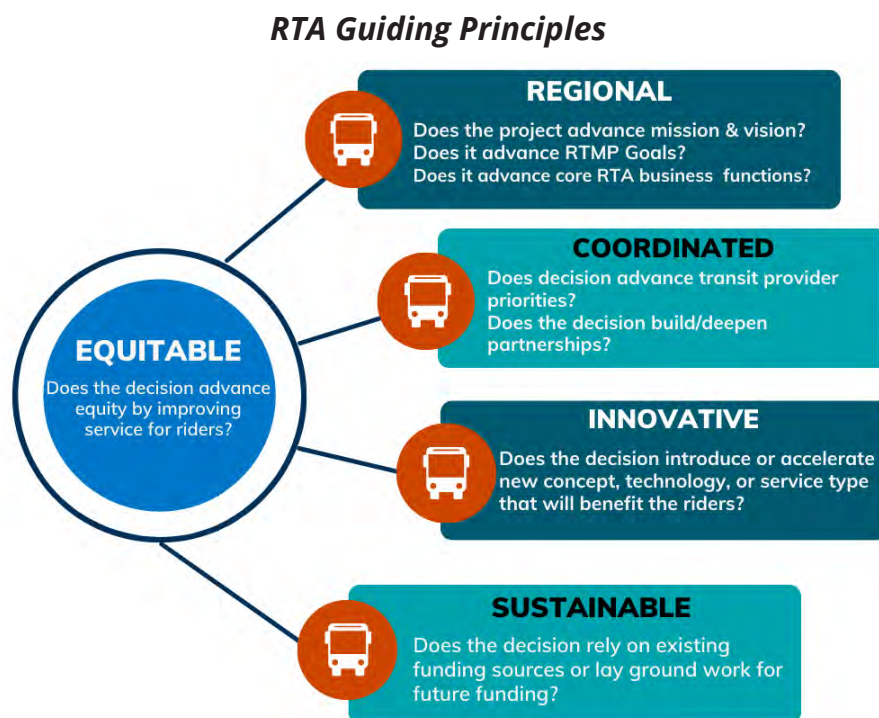 RTA Guiding Principles
REGIONAL
Does the project advance mission & vision?
Does it advance RTMP Goals?
Does it advance core RTA business functions?
COORDINATED
Does decision advance transit provider
priorities?
Does the decision build/deepen
partnerships?
EQUITABLE
Does the decision advance
equity by improving
service for riders?
INNOVATIVE
Does the decision introduce or accelerate
new concept, technology, or service type
that will benefit the riders?
SUSTAINABLE
Does the decision rely on existing
funding sources or lay ground work for
future funding?